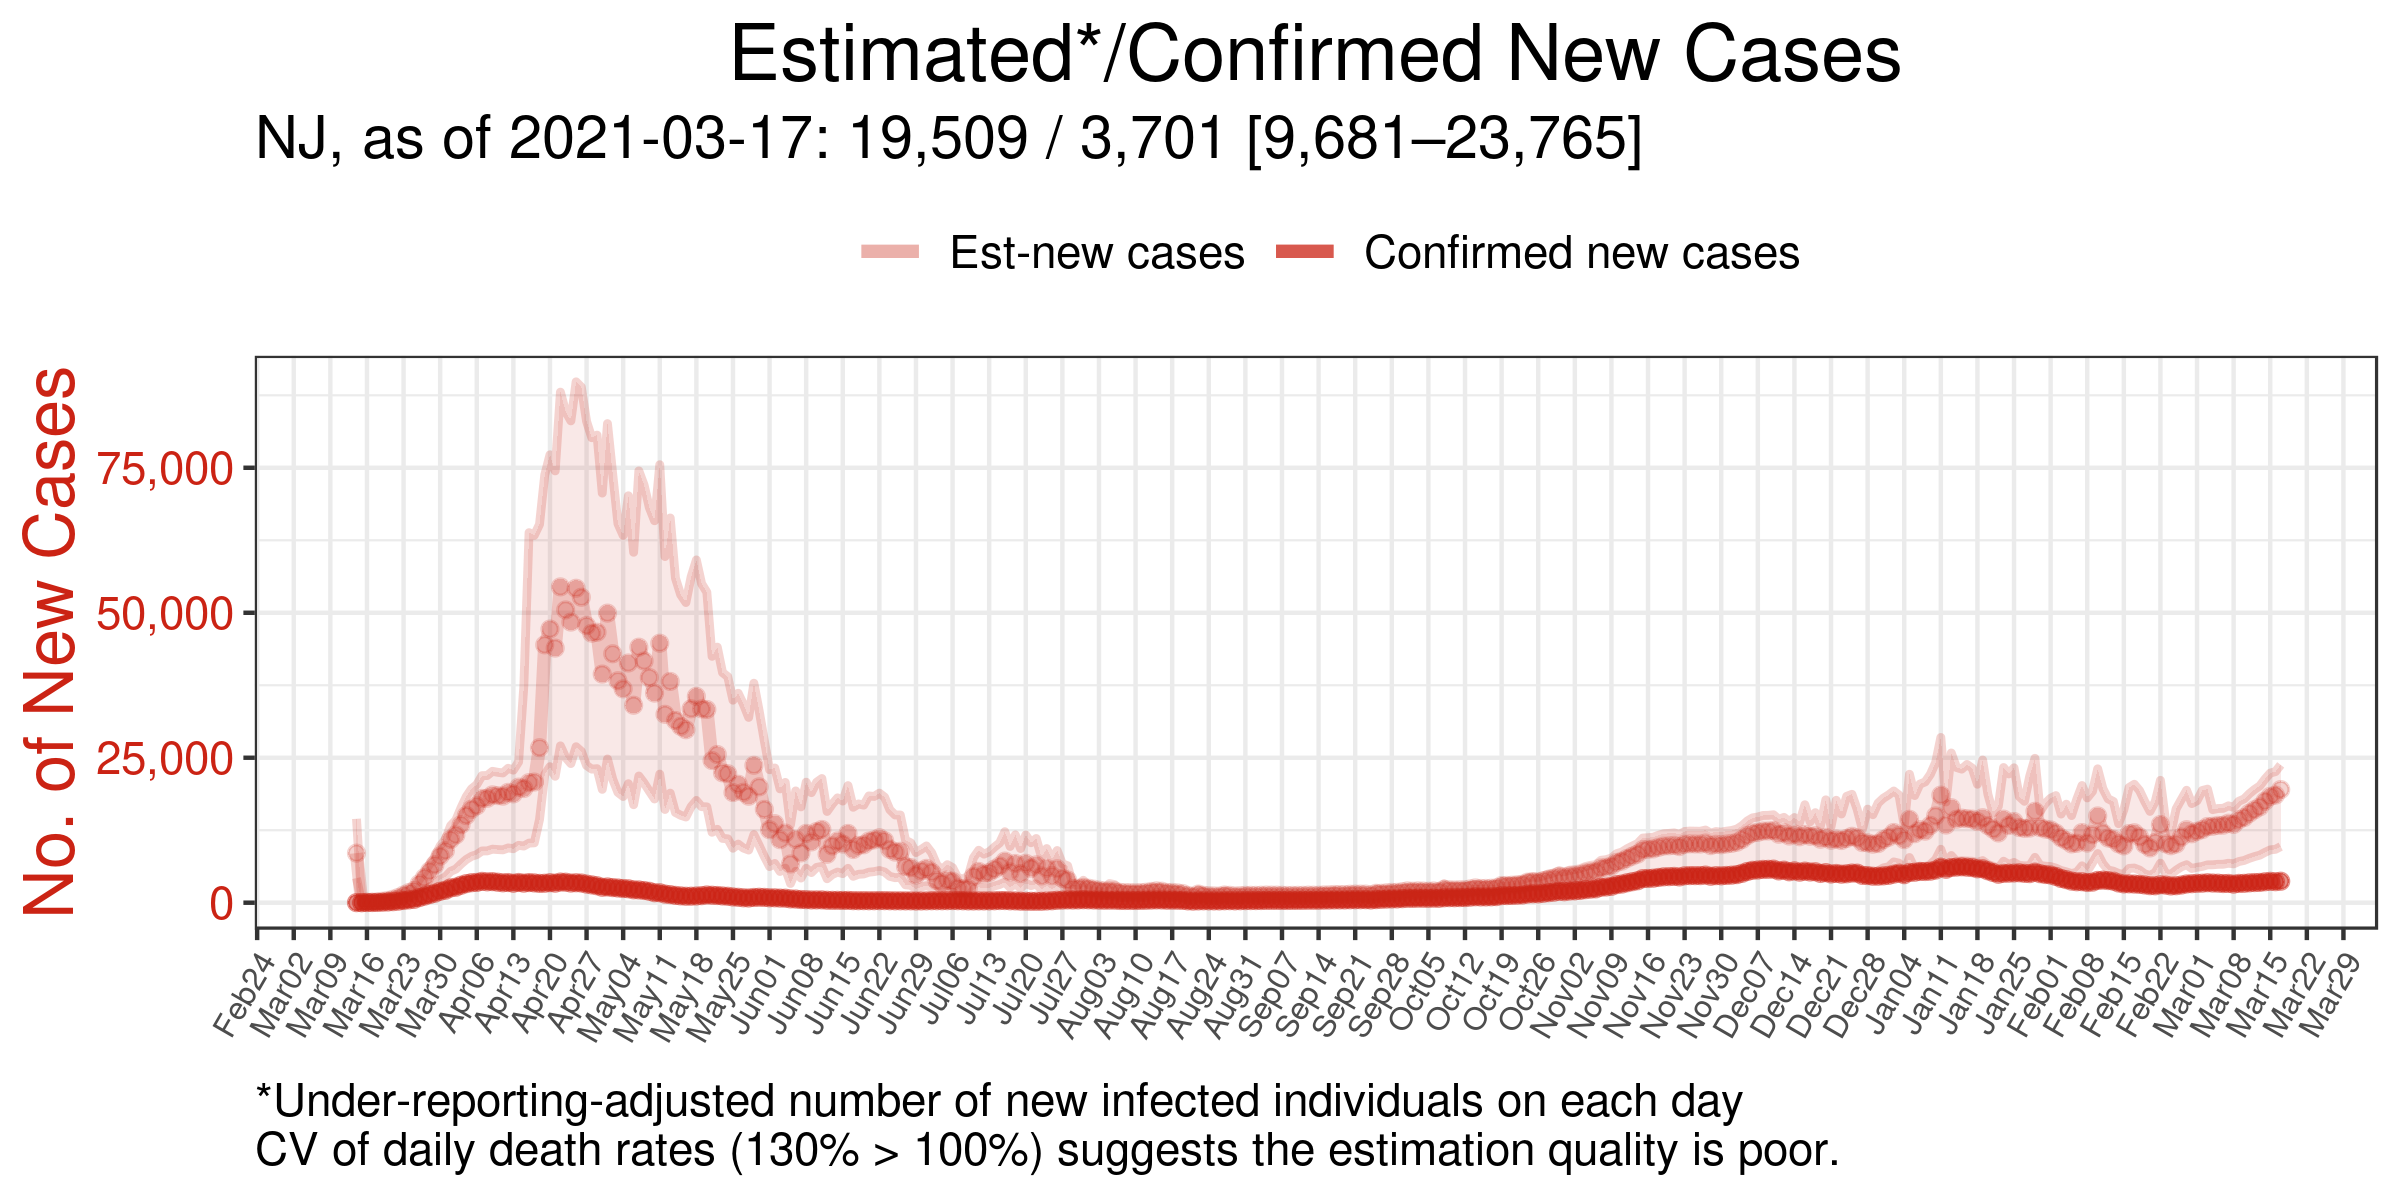 Estimated*/Confirmed New Cases
NJ, as of 2021-03-17: 19,509 / 3,701 [9,681–23,765]
Est-new cases
Confirmed new cases
No. of New Cases
75,000
50,000
25,000
0
Feb24
Mar02
Mar09
Mar16
Mar23
Mar30
Apr06
Apr13
Apr20
Apr27
May04
May11
May18
May25
Jun01
Jun08
Jun15
Jun22
Jun29
Jul06
Jul13
Jul20
Jul27
Aug03
Aug10
Aug17
Aug24
Aug31
Sep07
Sep14
Sep21
Sep28
Oct05
Oct12
Oct19
Oct26
Nov02
Nov09
Nov16
Nov23
Nov30
Dec07
Dec14
Dec21
Dec28
Jan04
Jan11
Jan18
Jan25
Feb01
Feb08
Feb15
Feb22
Mar01
Mar08
Mar15
Mar22
Mar29
*Under-reporting-adjusted number of new infected individuals on each day
CV of daily death rates (130% > 100%) suggests the estimation quality is poor.